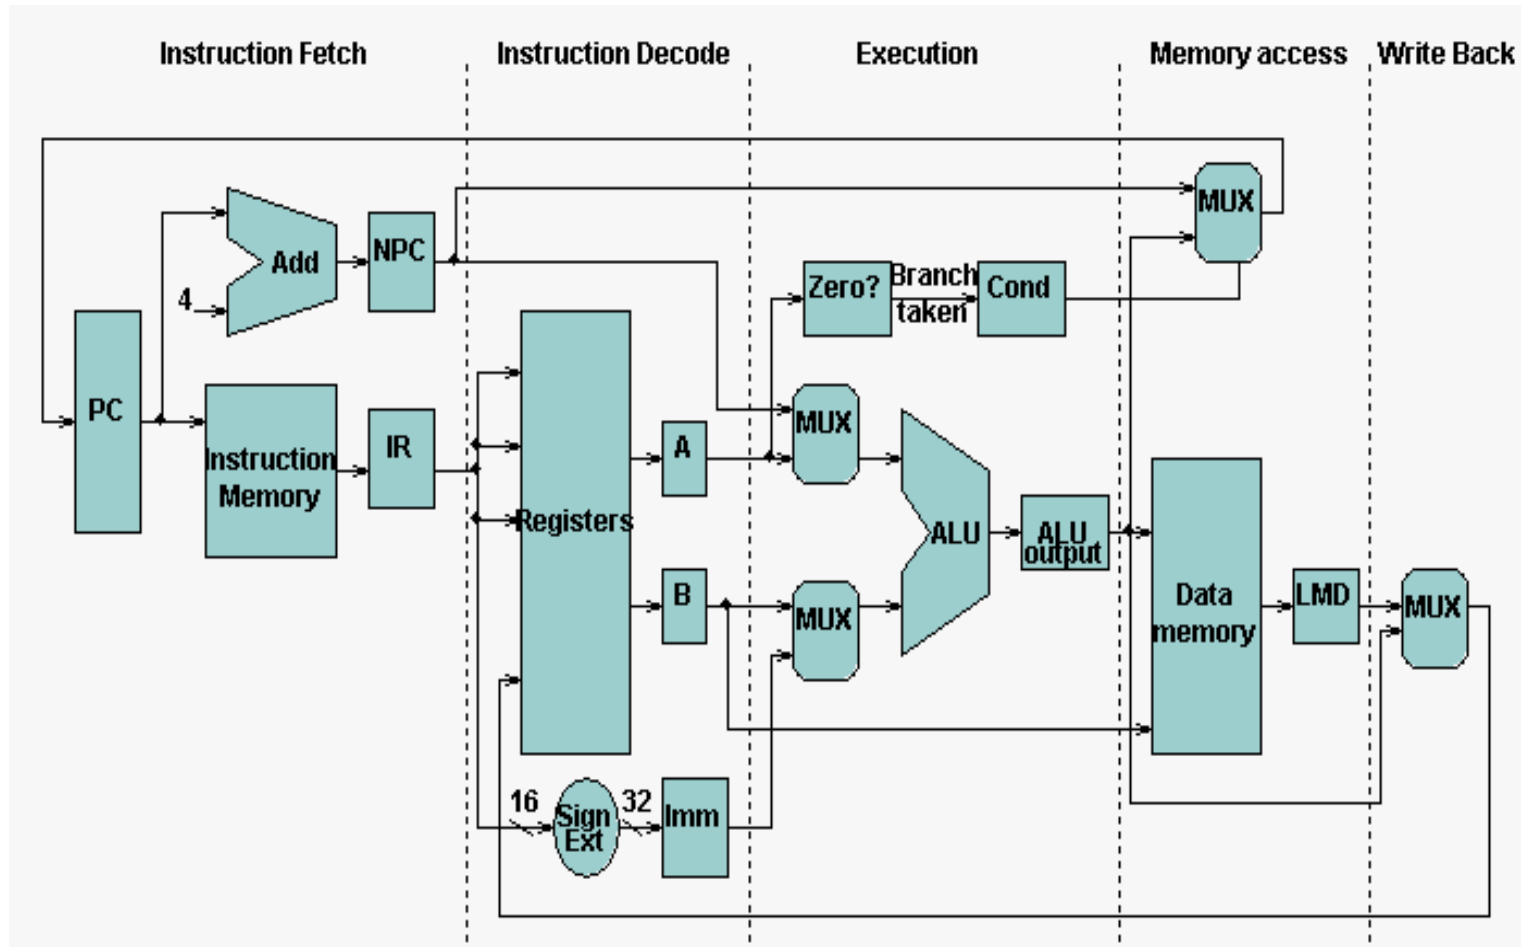 Instruction Fetch
Instruction Decode
Execution
Memory access
Write Back
MUX
Add
NPC
4
Zero?
Branch
taken
Cond
PC
Instruction
Memory
IR
Registers
A
B
MUX
MUX
ALU
ALU
output
Data
memory
LMD
MUX
16
Sign
Ext
32
Imm